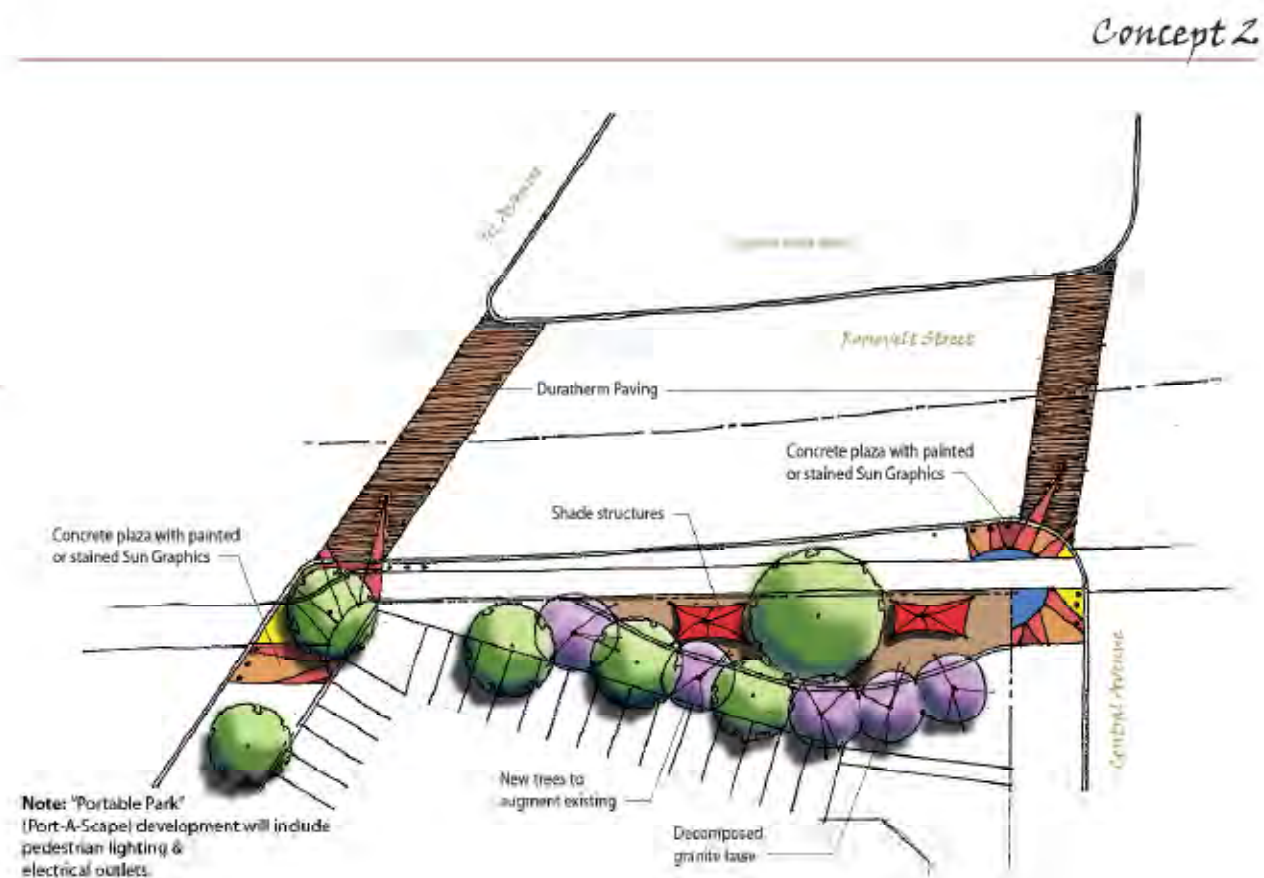 Concept 2
Roosevelt Street
Duratherm Paving
Concrete plaza with painted
or stained Sun Graphics
Shade structures
Concrete plaza with painted
or stained Sun Graphics
Central Avenue
New trees to
augment existing
Decomposed
granite base
Note: "Portable Park"
(Port-A-Scape) development will include
pedestrian lighting &
electrical outlets.